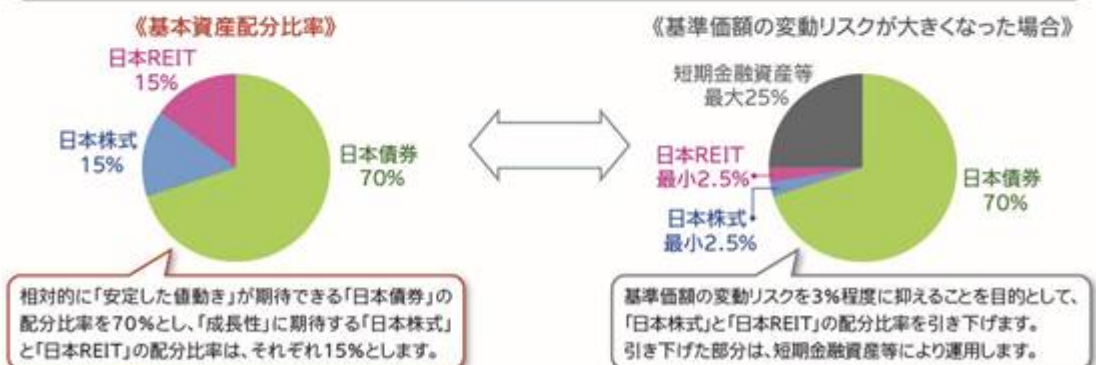 《基本資産配分比率》
日本REIT
15%
日本株式
15%
日本債券
70%
相対的に「安定した値動き」が期待できる「日本債券」の
配分比率を70%とし、「成長性」に期待する「日本株式」
と「日本REIT」の配分比率は、それぞれ15%とします。
《基準価額の変動リスクが大きくなった場合》
短期金融資産等
最大25%
日本REIT
最小2.5%
日本株式
最小2.5%
日本債券
70%
基準価額の変動リスクを3%程度に抑えることを目的として、
「日本株式」と「日本REIT」の配分比率を引き下げます。
引き下げた部分は、短期金融資産等により運用します。